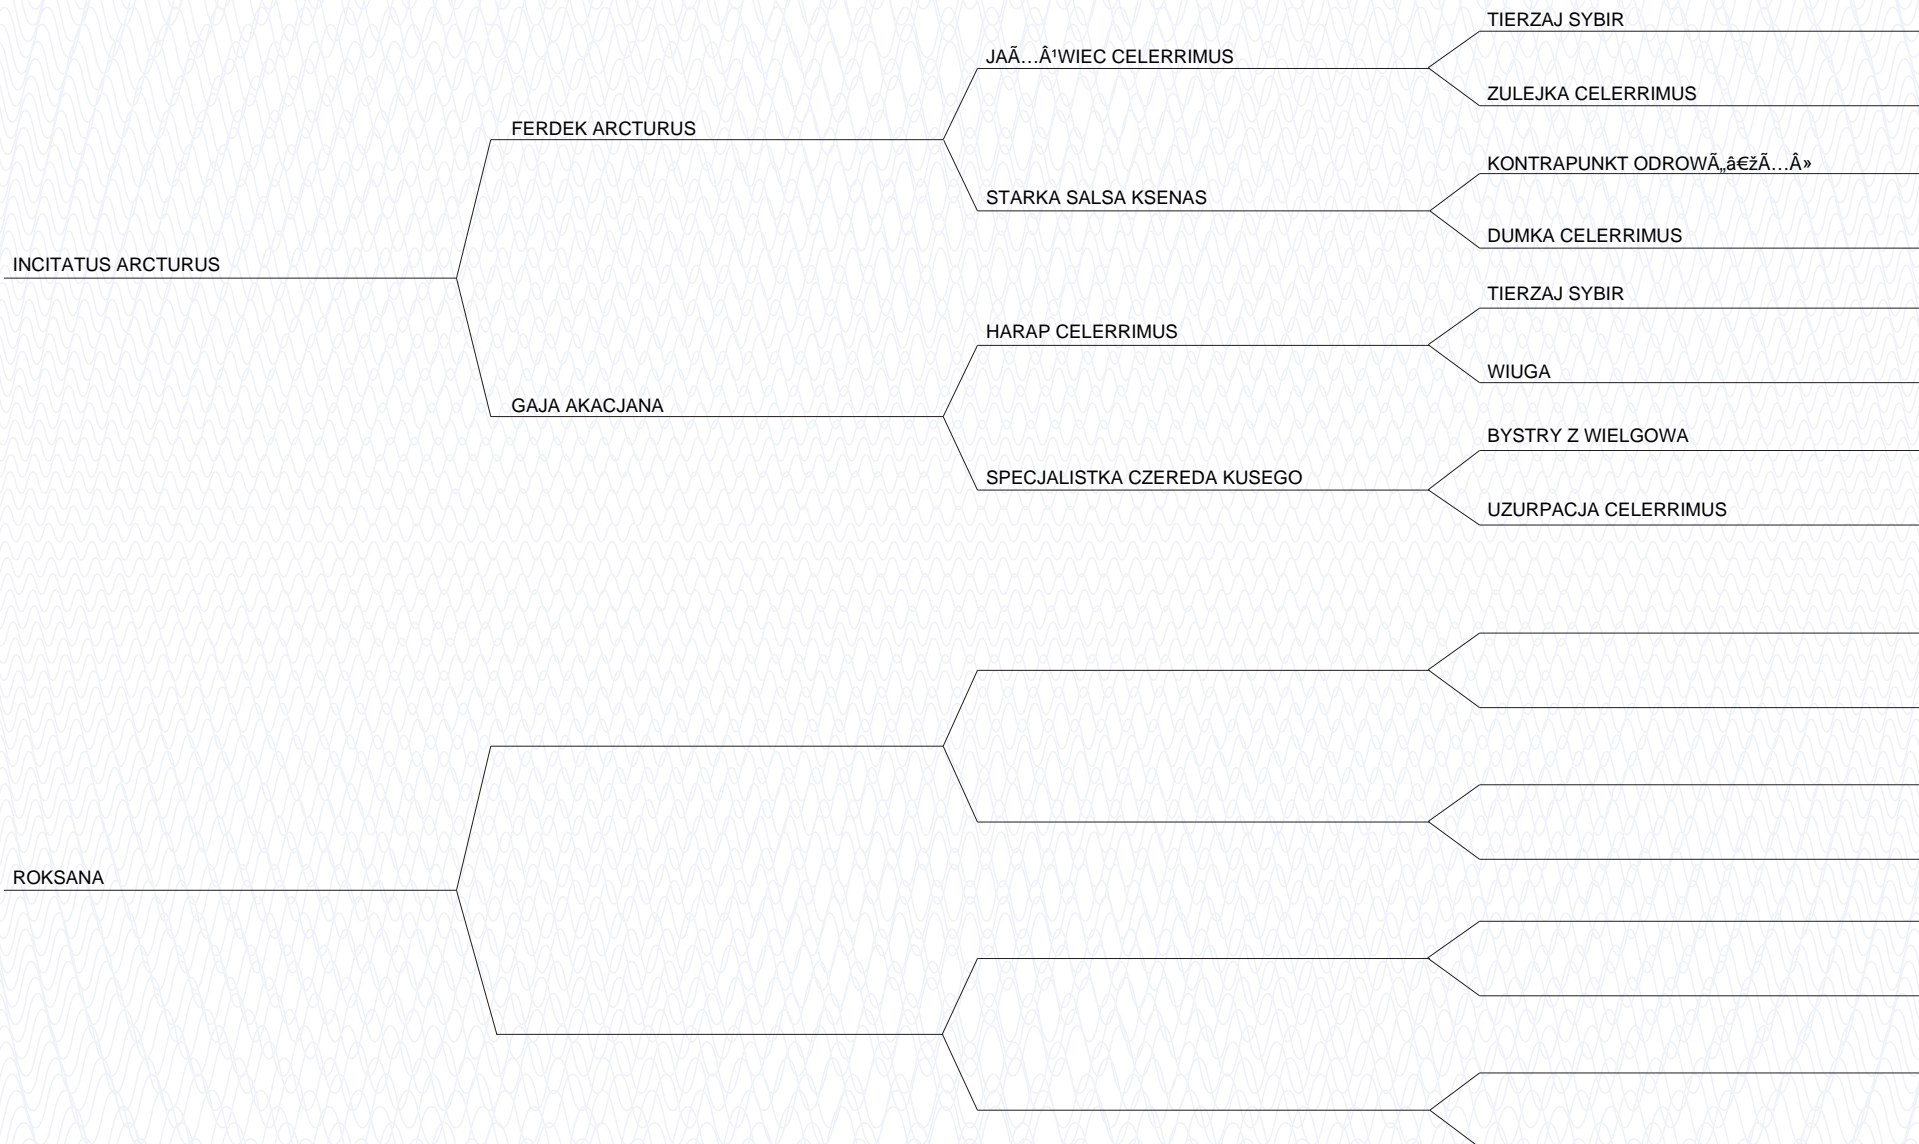 TIERZAJ SYBIR
JAÃ…Â¹WIEC CELERRIMUS
ZULEJKA CELERRIMUS
FERDEK ARCTURUS
KONTRAPUNKT ODROWÃ„â€žÃ…Â»
STARKA SALSA KSENAS
DUMKA CELERRIMUS
INCITATUS ARCTURUS
TIERZAJ SYBIR
HARAP CELERRIMUS
WIUGA
GAJA AKACJANA
BYSTRY Z WIELGOWA
SPECJALISTKA CZEREDA KUSEGO
UZURPACJA CELERRIMUS
ROKSANA